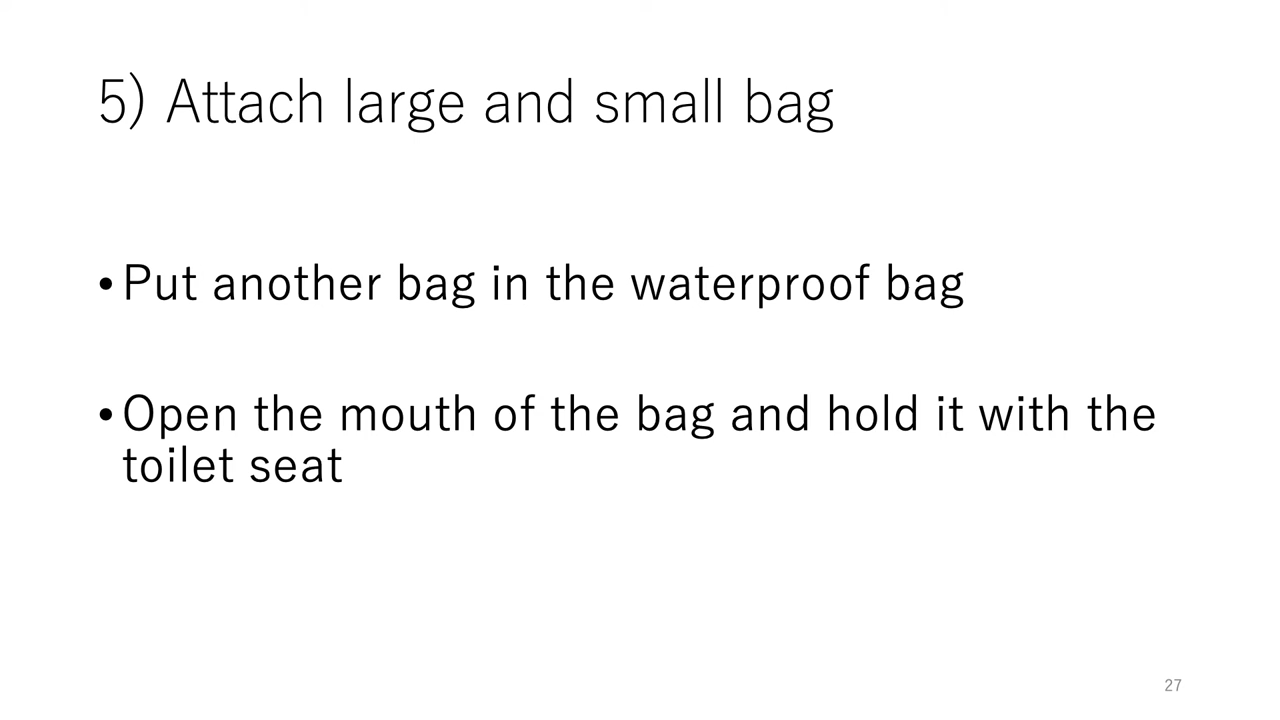 5) Attach large and small bag
•Put another bag in the waterproof bag
•Open the mouth of the bag and hold it with the
toilet seat
27